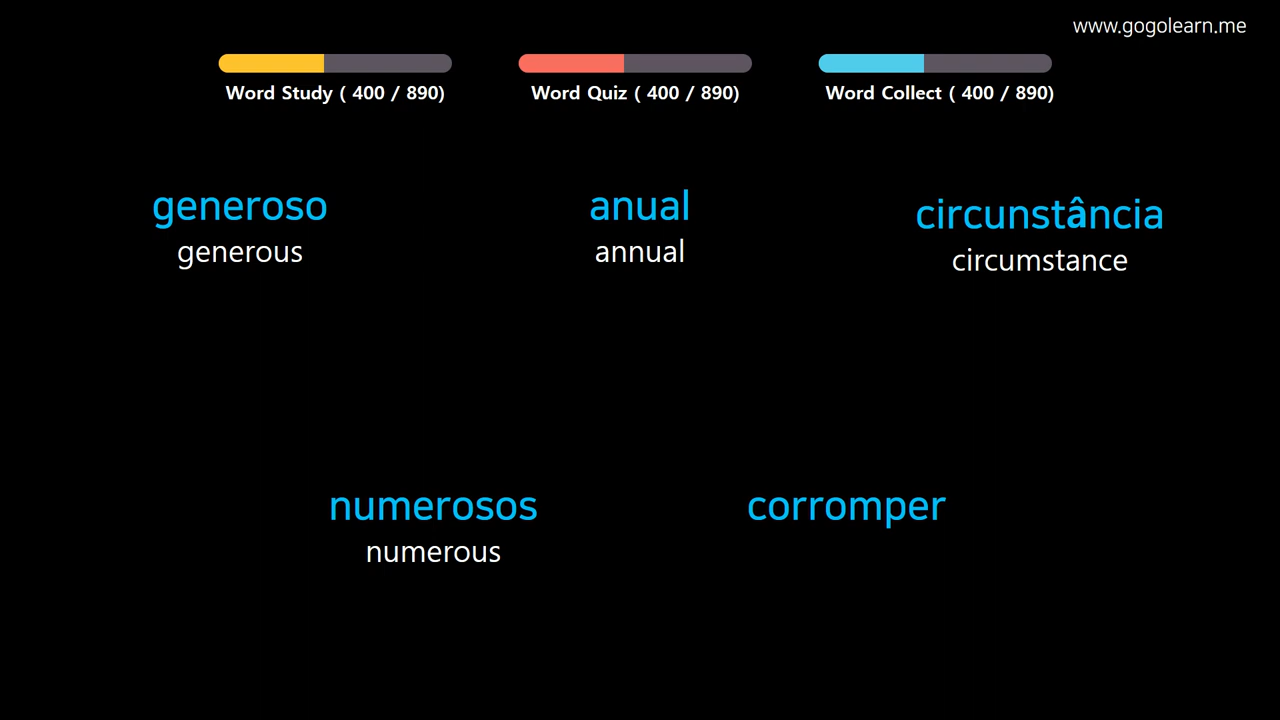 www.gogolearn.me
Word Study ( 400 / 890)
Word Quiz ( 400 / 890)
Word Collect ( 400 / 890)
generoso
generous
anual
annual
circunstância
circumstance
numerosos
numerous
corromper